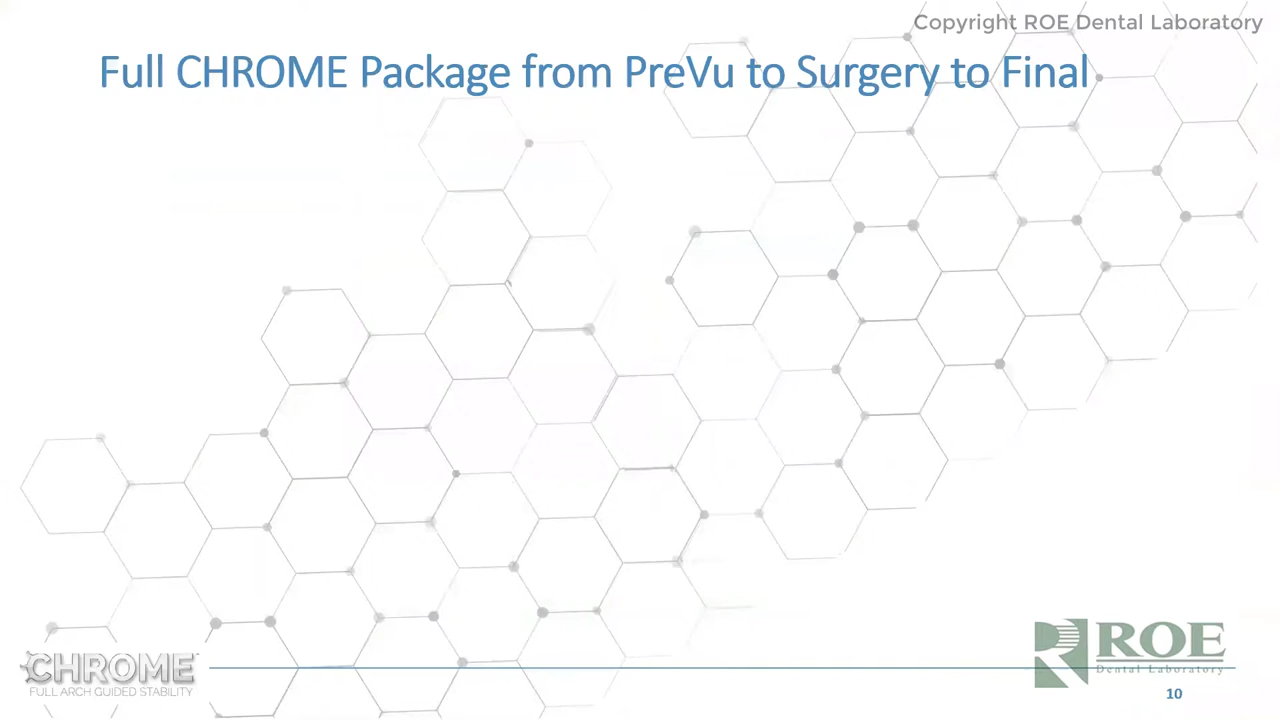 Copyright ROE Dental Laboratory
Full CHROME Package from PreVu to Surgery to Final
CHROME
FULL ARCH GUIDED STABILITY
ROE
Dental Laboratory
10